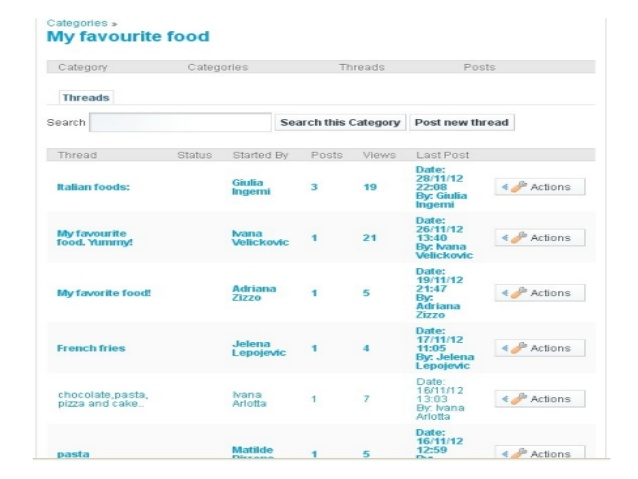 Categories »
My favourite food
Category Categories Threads Posts
Threads
Search Search this Category Post new thread
Thread Status Started By Posts Views Last Post
Italian foods: Giulia Ingemi 3 19 Date: 28/11/12 22:08 By: Giulia Ingemi Actions
My favourite food. Yummy! Ivana Velickovic 1 21 Date: 26/11/12 13:40 By: Ivana Velickovic Actions
My favorite food! Adriana Zizzo 1 5 Date: 19/11/12 21:47 By: Adriana Zizzo Actions
French fries Jelena Lepojevic 1 4 Date: 17/11/12 11:05 By: Jelena Lepojevic Actions
chocolate,pasta, pizza and cake.. Ivana Arlotta 1 7 Date: 16/11/12 13:03 By: Ivana Arlotta Actions
pasta Matilde 1 5 Date: 16/11/12 12:59 Actions